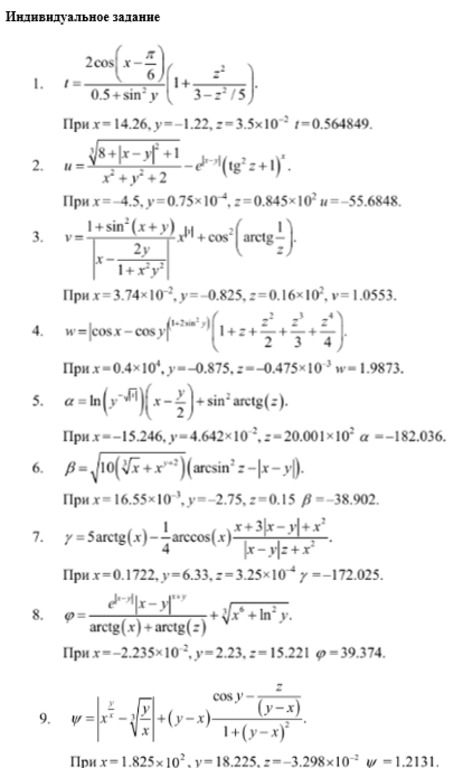 Индивидуальное задание
1. t = 2cos(x − π/6) / (0.5 + sin² y) (1 + z² / (3 − z²/5)).
При x = 14.26, y = −1.22, z = 3.5×10⁻² t = 0.564849.
2. u = ∛(8 + |x − y|² + 1) / (x² + y² + 2) − e^|x−y| (tg² z + 1)^x.
При x = −4.5, y = 0.75×10⁻⁴, z = 0.845×10² u = −55.6848.
3. v = (1 + sin²(x + y)) / |x − 2y / (1 + x²y²)| x^|y| + cos²(arctg 1/z).
При x = 3.74×10⁻², y = −0.825, z = 0.16×10², v = 1.0553.
4. w = |cos x − cos y|^(1+2sin² y) (1 + z + z²/2 + z³/3 + z⁴/4).
При x = 0.4×10⁴, y = −0.875, z = −0.475×10⁻³ w = 1.9873.
5. α = ln(y^(−√|x|)) (x − y/2) + sin² arctg(z).
При x = −15.246, y = 4.642×10⁻², z = 20.001×10² α = −182.036.
6. β = √(10(∛x + x^(y+2))) (arcsin² z − |x − y|).
При x = 16.55×10⁻³, y = −2.75, z = 0.15 β = −38.902.
7. γ = 5arctg(x) − 1/4 arccos(x) (x + 3|x − y| + x²) / (|x − y|z + x²).
При x = 0.1722, y = 6.33, z = 3.25×10⁻⁴ γ = −172.025.
8. φ = e^|x−y| |x − y|^(x+y) / (arctg(x) + arctg(z)) + ∛(x⁶ + ln² y).
При x = −2.235×10⁻², y = 2.23, z = 15.221 φ = 39.374.
9. ψ = |x^(y/x) − ∛(y/x)| + (y − x) (cos y − z/(y − x)) / (1 + (y − x)²).
При x = 1.825×10², y = 18.225, z = −3.298×10⁻² ψ = 1.2131.